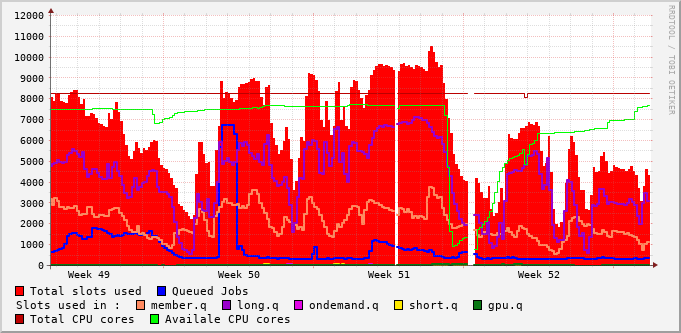 12000
11000
10000
9000
8000
7000
6000
5000
4000
3000
2000
1000
0
Week 49 Week 50 Week 51 Week 52
RRDTOOL / TOBI OETIKER
Total slots used Queued Jobs
Slots used in : member.q long.q ondemand.q short.q gpu.q
Total CPU cores Availale CPU cores